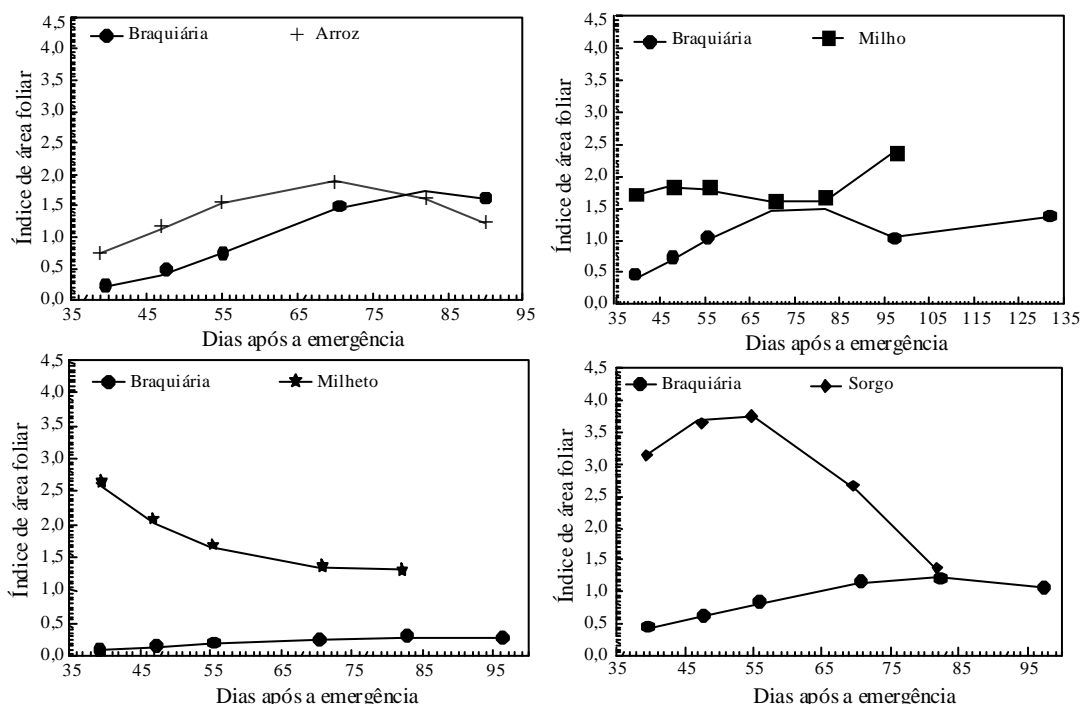 Braquiária Arroz
Índice de área foliar
4,5
4,0
3,5
3,0
2,5
2,0
1,5
1,0
0,5
0,0
35 45 55 65 75 85 95
Dias após a emergência
Braquiária Milho
Índice de área foliar
4,5
4,0
3,5
3,0
2,5
2,0
1,5
1,0
0,5
0,0
35 45 55 65 75 85 95 105 115 125 135
Dias após a emergência
Braquiária Milheto
Índice de área foliar
4,5
4,0
3,5
3,0
2,5
2,0
1,5
1,0
0,5
0,0
35 45 55 65 75 85 95
Dias após a emergência
Braquiária Sorgo
Índice de área foliar
4,5
4,0
3,5
3,0
2,5
2,0
1,5
1,0
0,5
0,0
35 45 55 65 75 85 95
Dias após a emergência